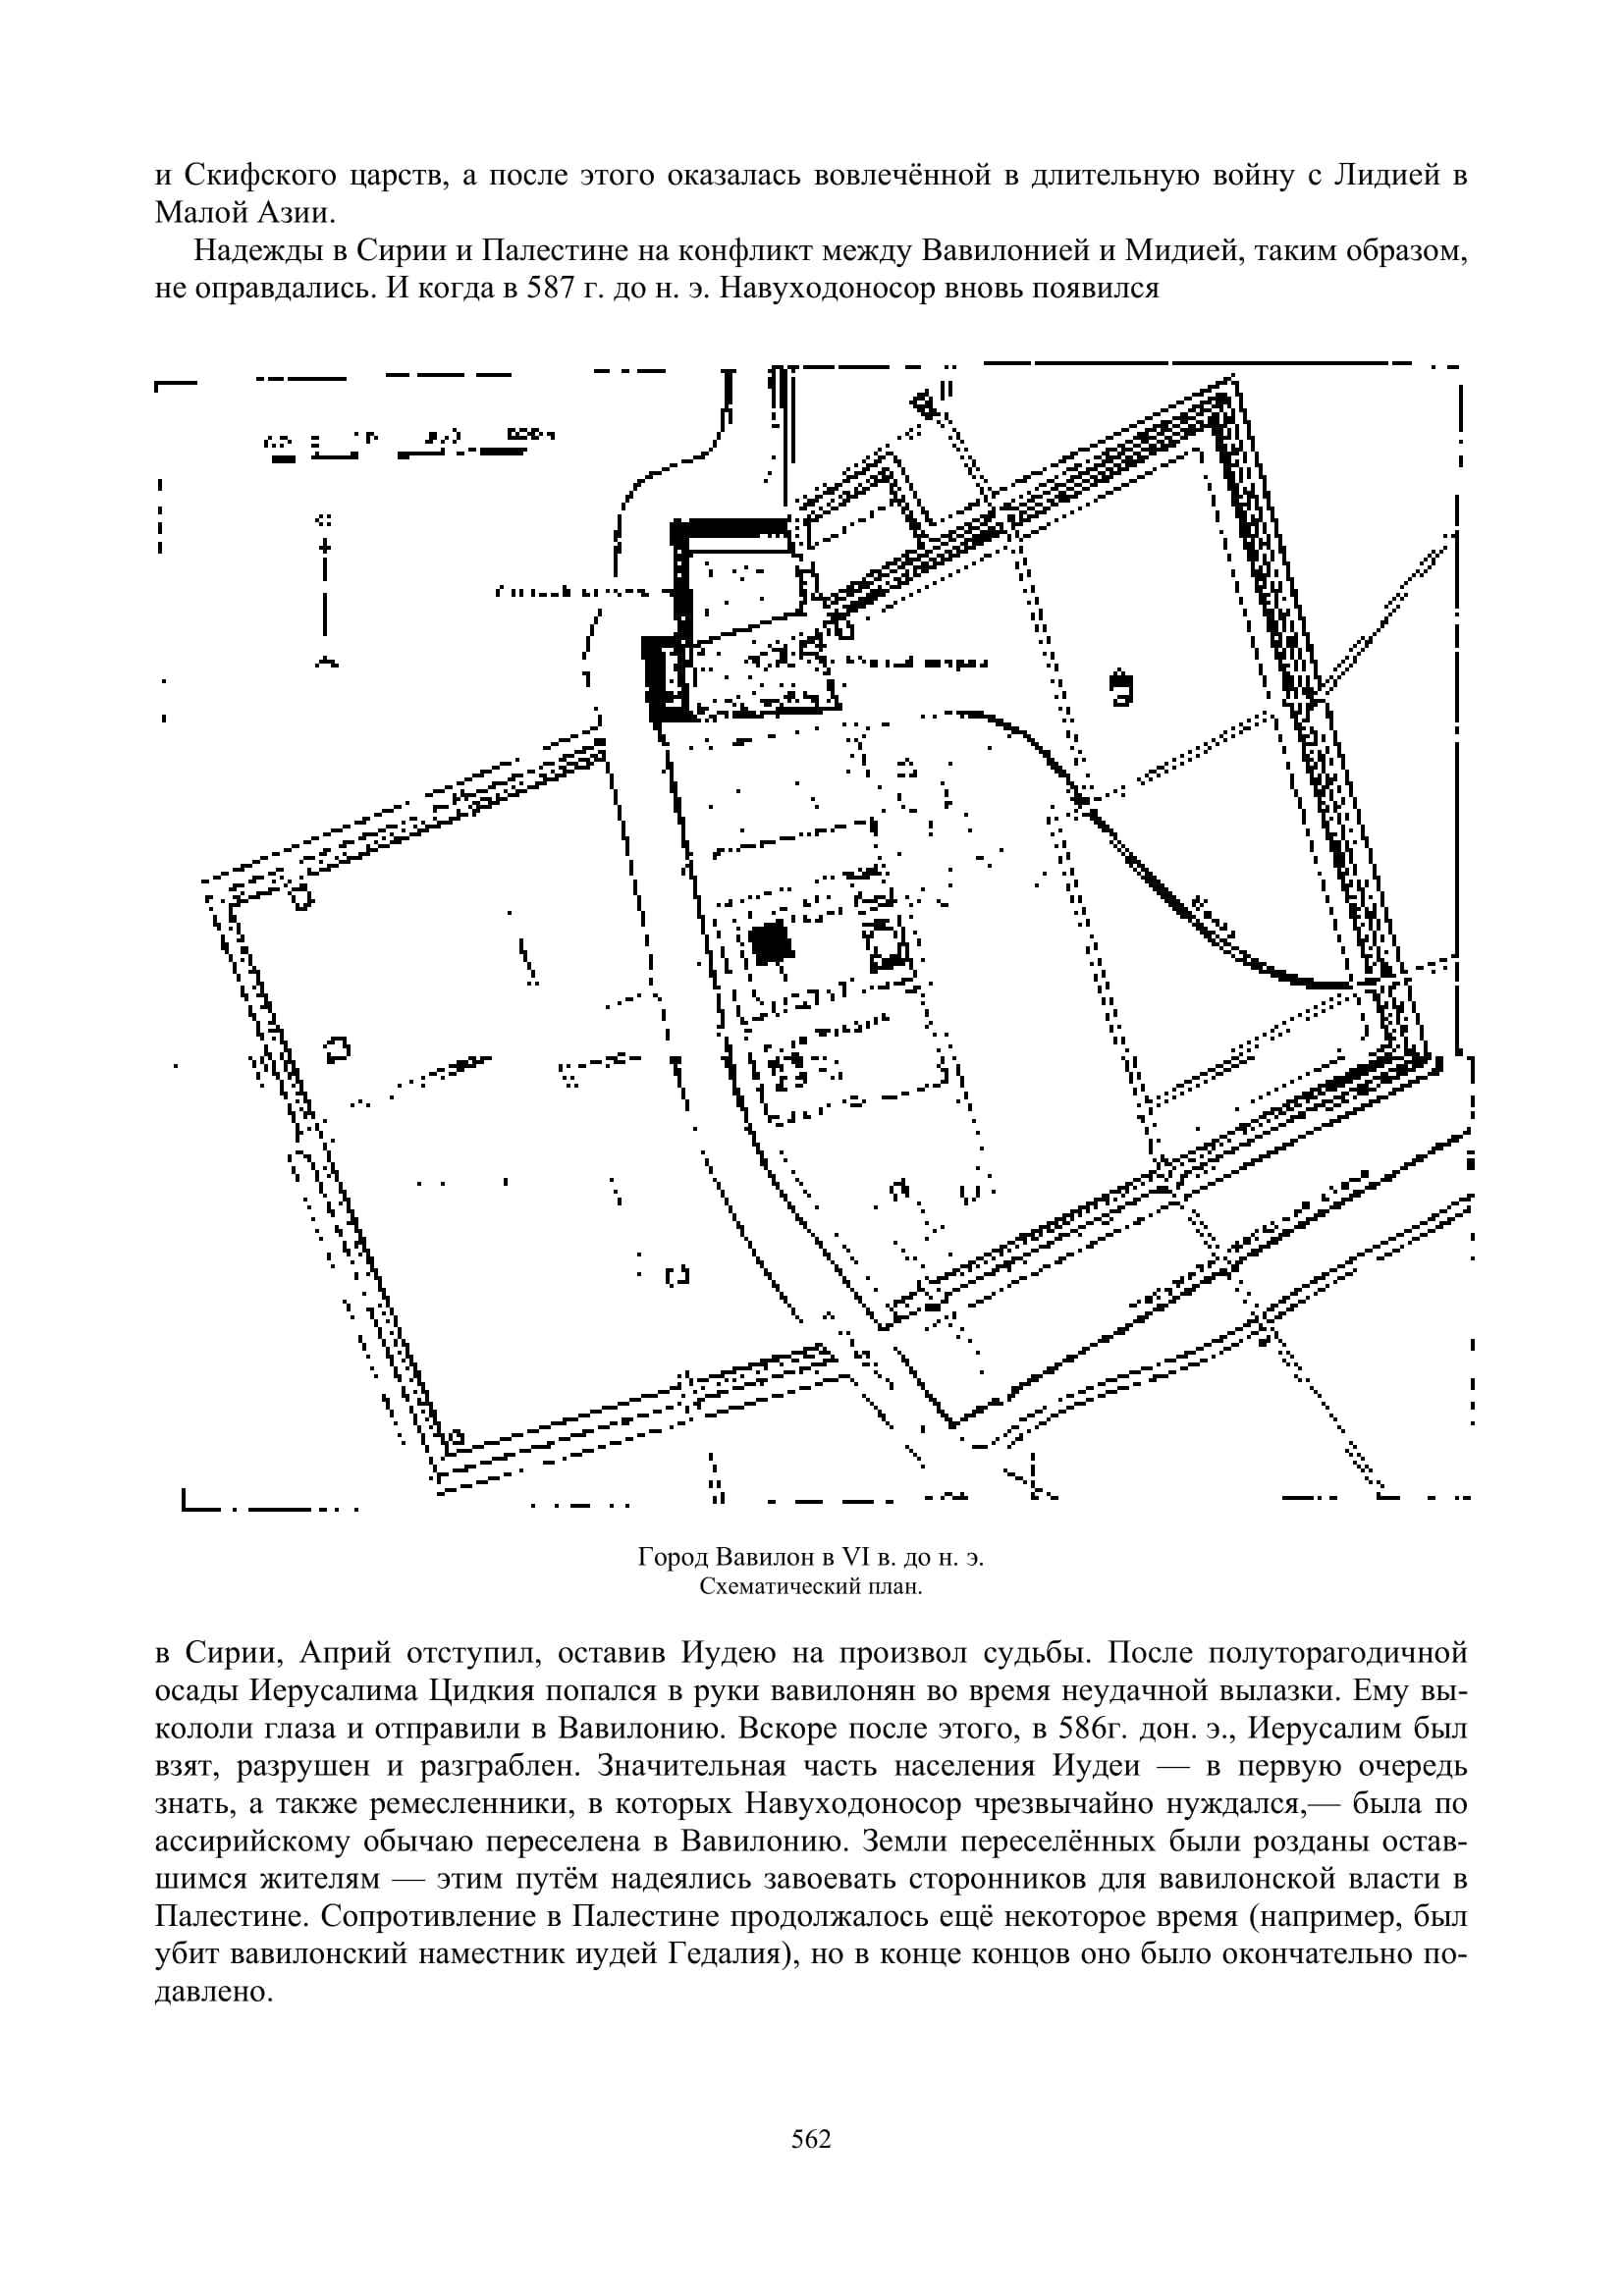 и Скифского царств, а после этого оказалась вовлечённой в длительную войну с Лидией в
Малой Азии.
Надежды в Сирии и Палестине на конфликт между Вавилонией и Мидией, таким образом,
не оправдались. И когда в 587 г. до н. э. Навуходоносор вновь появился
Город Вавилон в VI в. до н. э.
Схематический план.
в Сирии, Априй отступил, оставив Иудею на произвол судьбы. После полуторагодичной
осады Иерусалима Цидкия попался в руки вавилонян во время неудачной вылазки. Ему вы-
кололи глаза и отправили в Вавилонию. Вскоре после этого, в 586г. дон. э., Иерусалим был
взят, разрушен и разграблен. Значительная часть населения Иудеи — в первую очередь
знать, а также ремесленники, в которых Навуходоносор чрезвычайно нуждался,— была по
ассирийскому обычаю переселена в Вавилонию. Земли переселённых были розданы остав-
шимся жителям — этим путём надеялись завоевать сторонников для вавилонской власти в
Палестине. Сопротивление в Палестине продолжалось ещё некоторое время (например, был
убит вавилонский наместник иудей Гедалия), но в конце концов оно было окончательно по-
давлено.
562